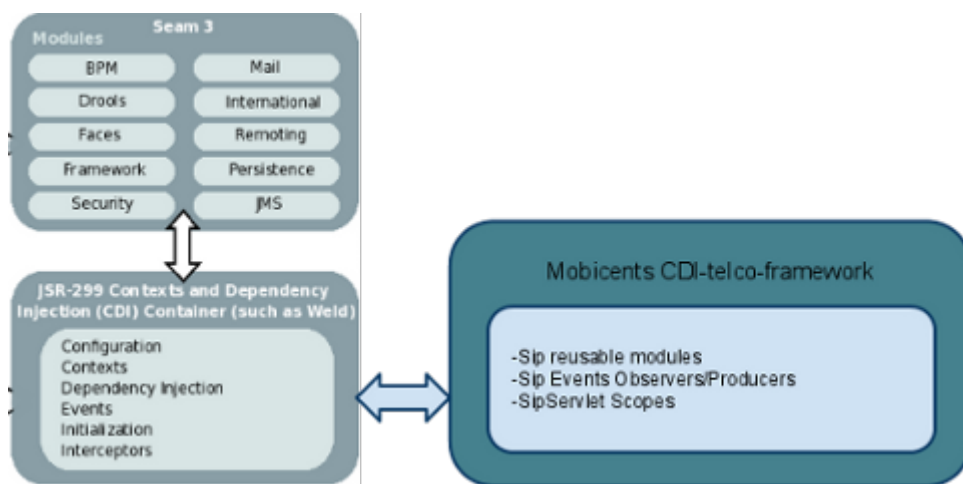 Seam 3
Modules
BPM
Mail
Drools
International
Faces
Remoting
Framework
Persistence
Security
JMS
JSR-299 Contexts and Dependency
Injection (CDI) Container (such as Weld)
Configuration
Contexts
Dependency Injection
Events
Initialization
Interceptors
Mobicents CDI-telco-framework
-Sip reusable modules
-Sip Events Observers/Producers
-SipServlet Scopes